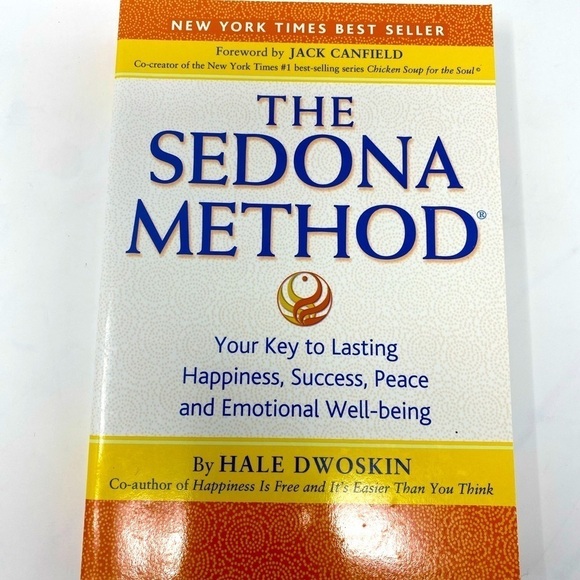 NEW YORK TIMES BEST SELLER
Foreword by JACK CANFIELD
Co-creator of the New York Times #1 best-selling series Chicken Soup for the Soul®
THE
SEDONA
METHOD®
Your Key to Lasting
Happiness, Success, Peace
and Emotional Well-being
By HALE DWOSKIN
Co-author of Happiness Is Free and It's Easier Than You Think